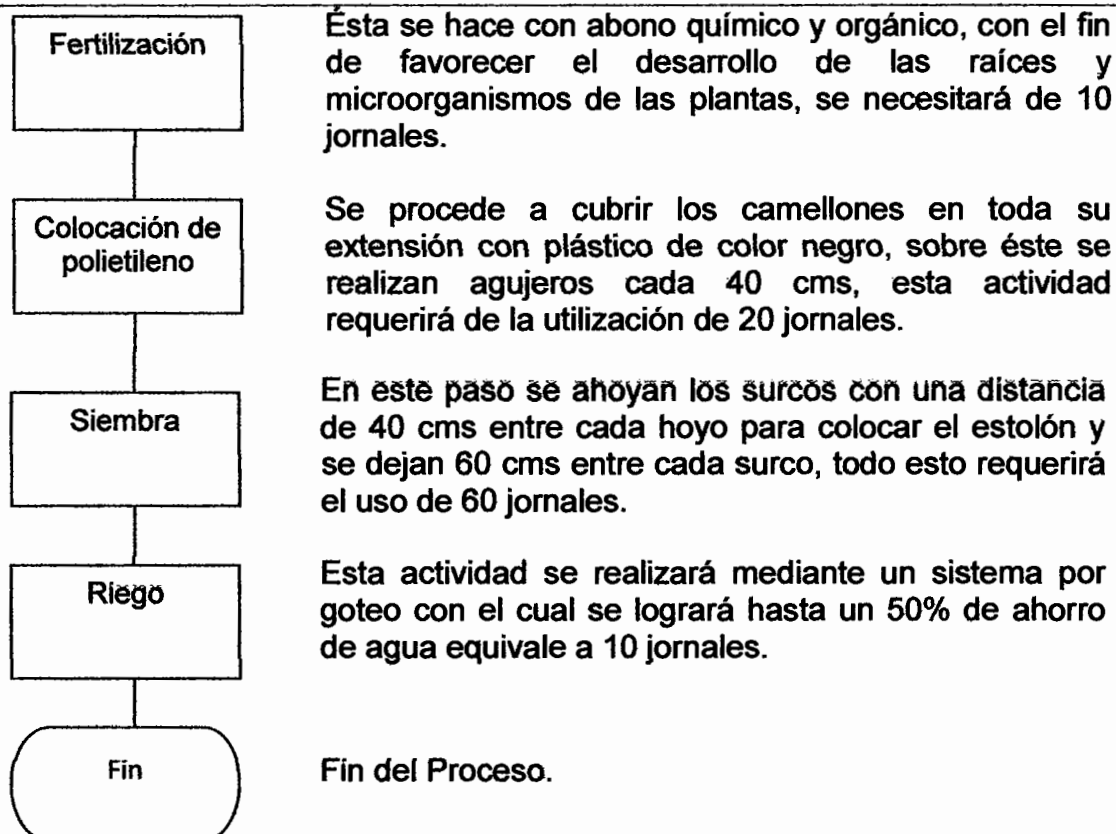 Fertilización
Ésta se hace con abono químico y orgánico, con el fin
de favorecer el desarrollo de las raíces y
microorganismos de las plantas, se necesitará de 10
jornales.
Colocación de
polietileno
Se procede a cubrir los camellones en toda su
extensión con plástico de color negro, sobre éste se
realizan agujeros cada 40 cms, esta actividad
requerirá de la utilización de 20 jornales.
Siembra
En este paso se ahoyan los surcos con una distancia
de 40 cms entre cada hoyo para colocar el estolón y
se dejan 60 cms entre cada surco, todo esto requerirá
el uso de 60 jornales.
Riego
Esta actividad se realizará mediante un sistema por
goteo con el cual se logrará hasta un 50% de ahorro
de agua equivale a 10 jornales.
Fin
Fin del Proceso.